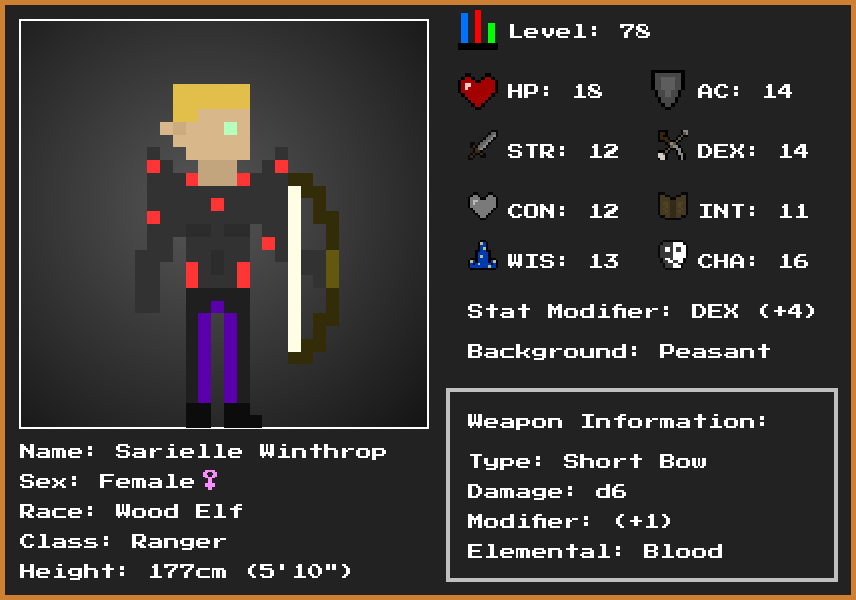 Level: 78
HP: 18
AC: 14
STR: 12
DEX: 14
CON: 12
INT: 11
WIS: 13
CHA: 16
Stat Modifier: DEX (+4)
Background: Peasant
Name: Sarielle Winthrop
Sex: Female♀
Race: Wood Elf
Class: Ranger
Height: 177cm (5'10")
Weapon Information:
Type: Short Bow
Damage: d6
Modifier: (+1)
Elemental: Blood